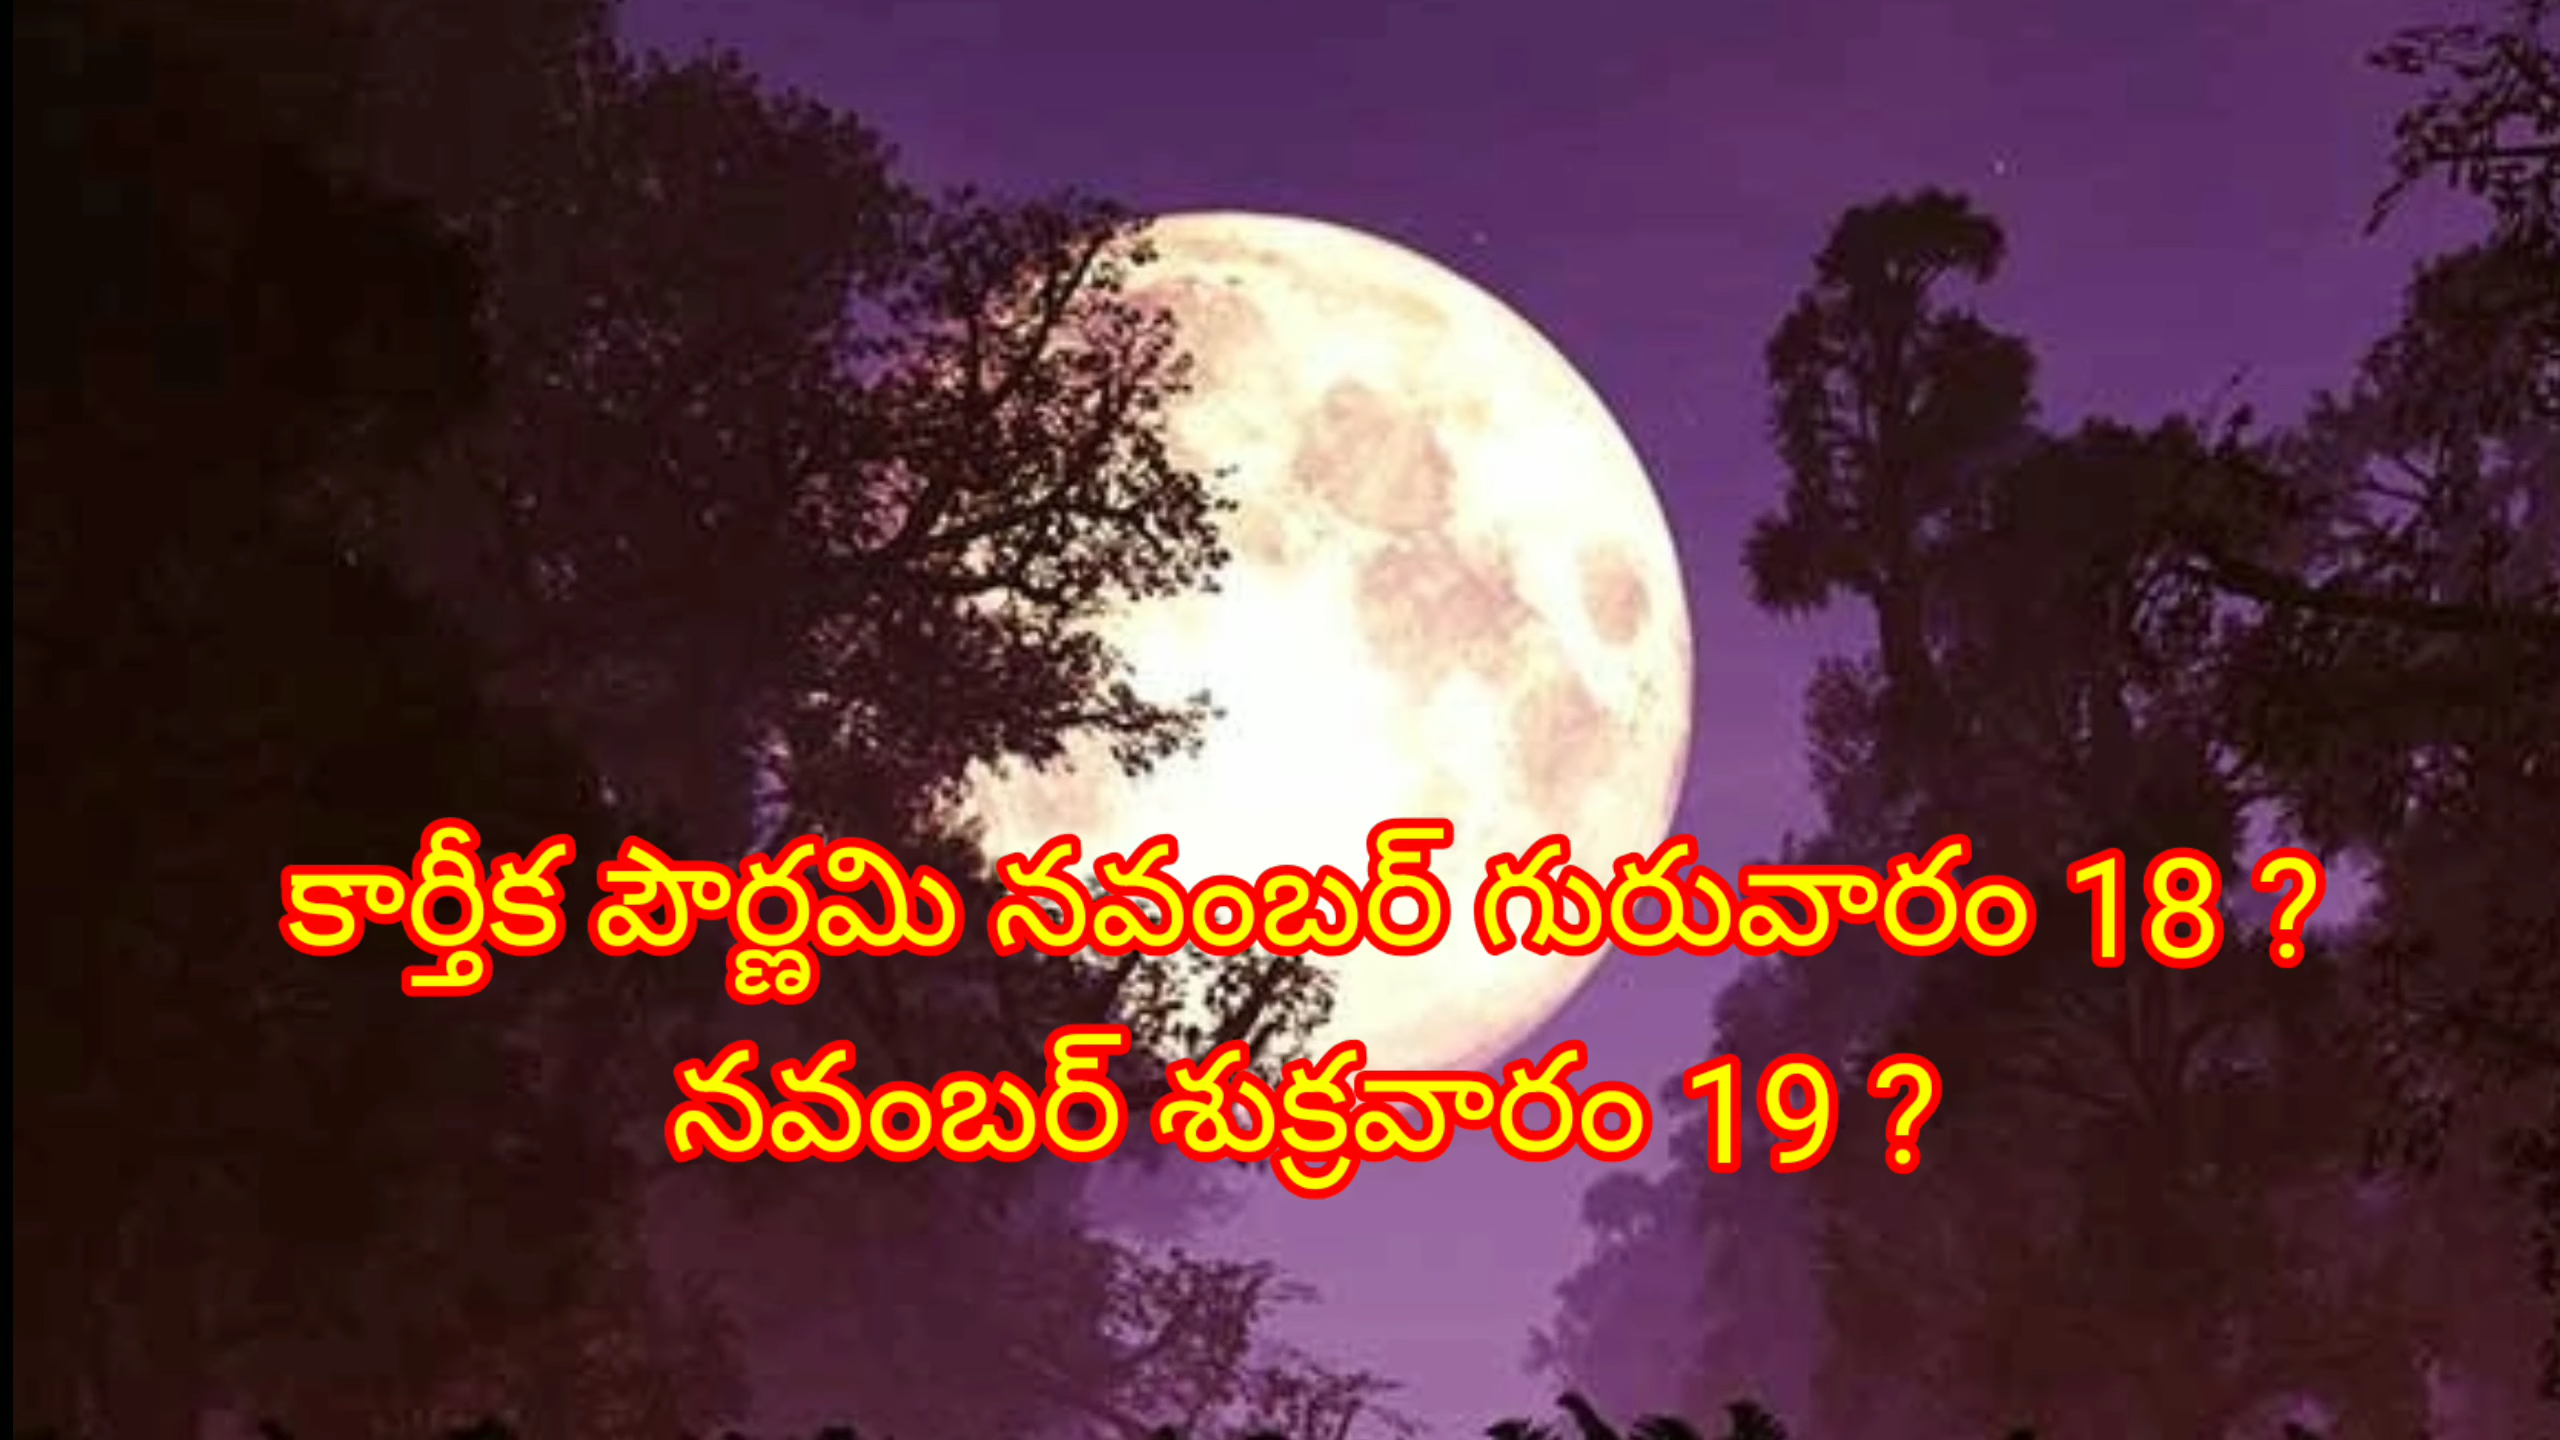 కార్తీక పౌర్ణమి నవంబర్ గురువారం 18 ?
నవంబర్ శుక్రవారం 19 ?